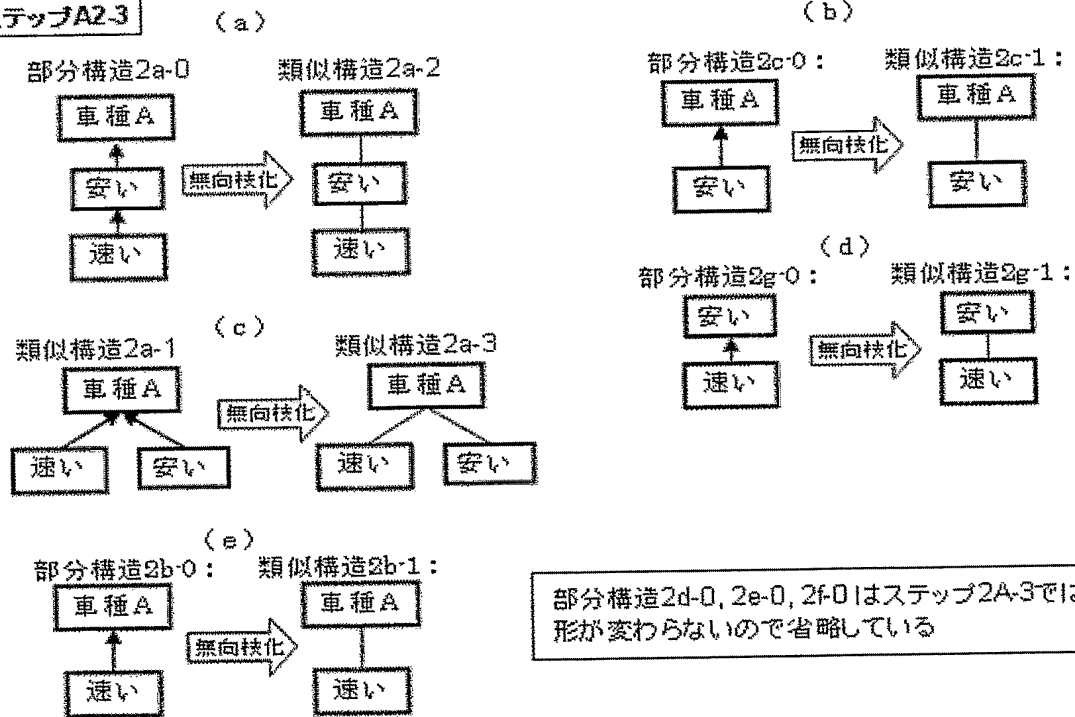 テップA2-3
(a)
部分構造2a-0
類似構造2a-2
車種A
車種A
無向枝化
安い
安い
速い
速い
(b)
部分構造2c-0:
類似構造2c-1:
車種A
車種A
無向枝化
安い
安い
(c)
類似構造2a-1
類似構造2a-3
車種A
車種A
無向枝化
速い
安い
速い
安い
(d)
部分構造2g-0:
類似構造2g-1:
安い
安い
無向枝化
速い
速い
(e)
部分構造2b-0:
類似構造2b-1:
車種A
車種A
無向枝化
速い
速い
部分構造2d-0, 2e-0, 2f-0はステップ2A-3では
形が変わらないので省略している